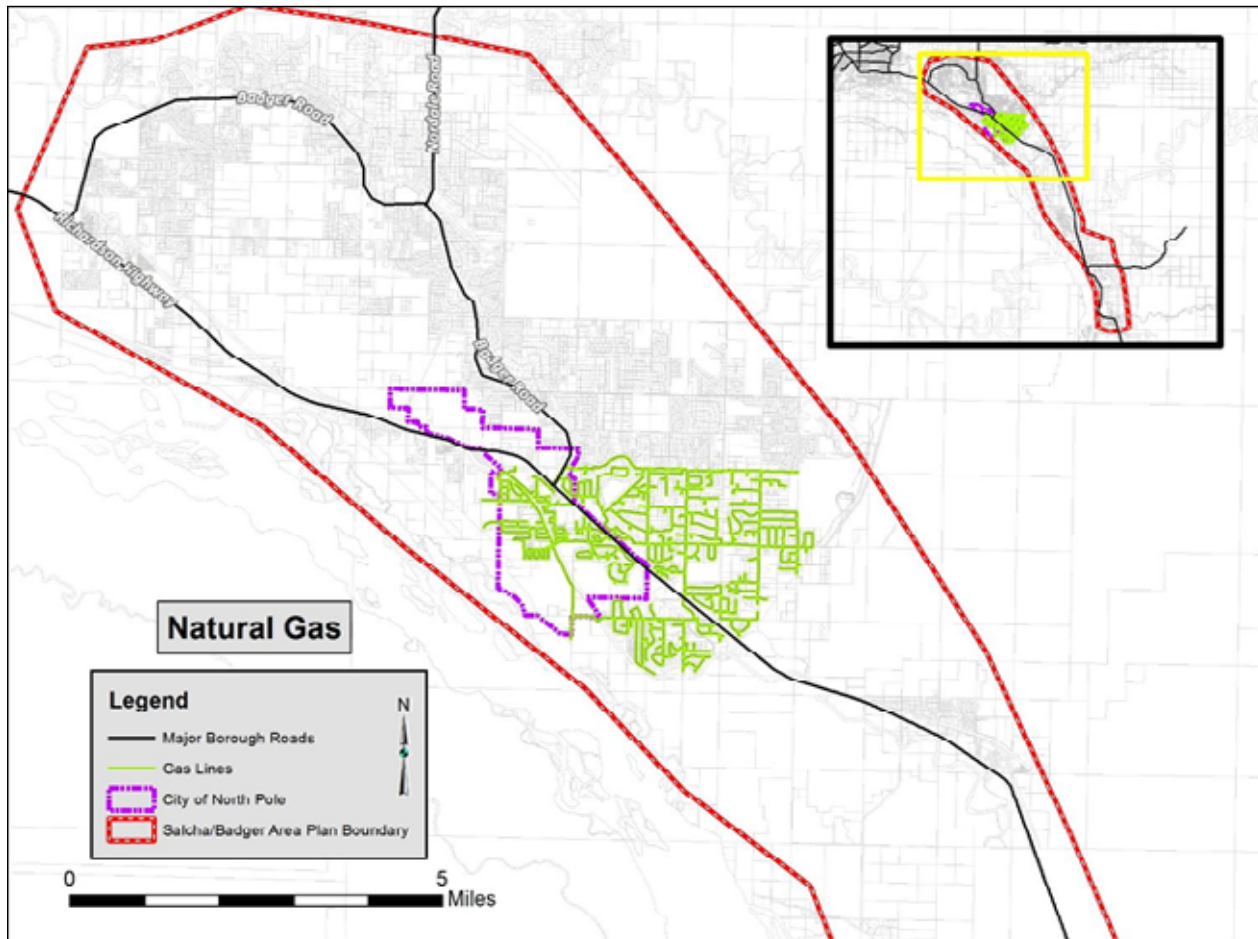 Badger Road
Nordale Road
Richardson Highway
Badger Road
Natural Gas
Legend
N
Major Borough Roads
Gas Lines
City of North Pole
Salcha/Badger Area Plan Boundary
0
5
Miles